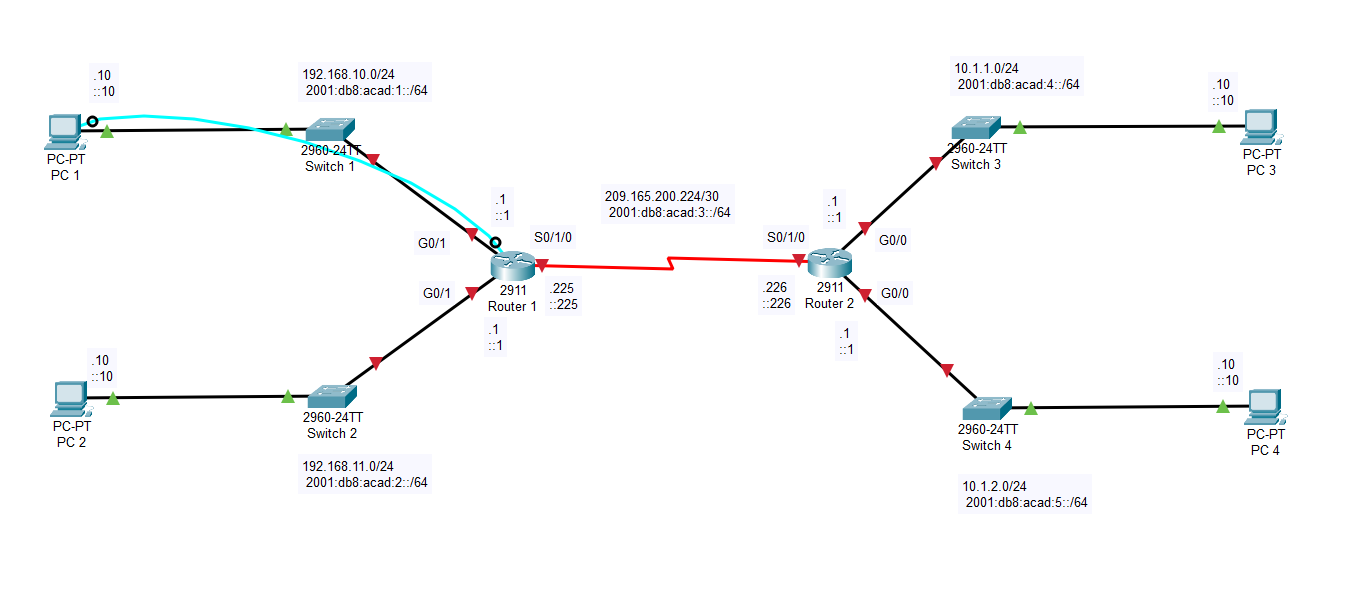 .10
::10
192.168.10.0/24
2001:db8:acad:1::/64
PC-PT
PC 1
2960-24TT
Switch 1
.1
::1
G0/1
S0/1/0
G0/1
2911
Router 1
.225
::225
.1
::1
209.165.200.224/30
2001:db8:acad:3::/64
.10
::10
PC-PT
PC 2
2960-24TT
Switch 2
192.168.11.0/24
2001:db8:acad:2::/64
10.1.1.0/24
2001:db8:acad:4::/64
.10
::10
2960-24TT
Switch 3
PC-PT
PC 3
.1
::1
S0/1/0
G0/0
G0/0
.226
::226
2911
Router 2
.1
::1
.10
::10
2960-24TT
Switch 4
PC-PT
PC 4
10.1.2.0/24
2001:db8:acad:5::/64